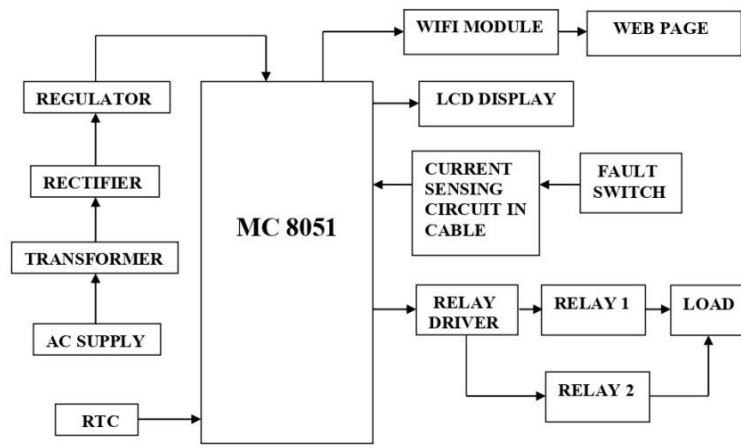 WIFI MODULE
WEB PAGE
REGULATOR
LCD DISPLAY
RECTIFIER
CURRENT
SENSING
CIRCUIT IN
CABLE
FAULT
SWITCH
MC 8051
TRANSFORMER
AC SUPPLY
RELAY
DRIVER
RELAY 1
LOAD
RELAY 2
RTC